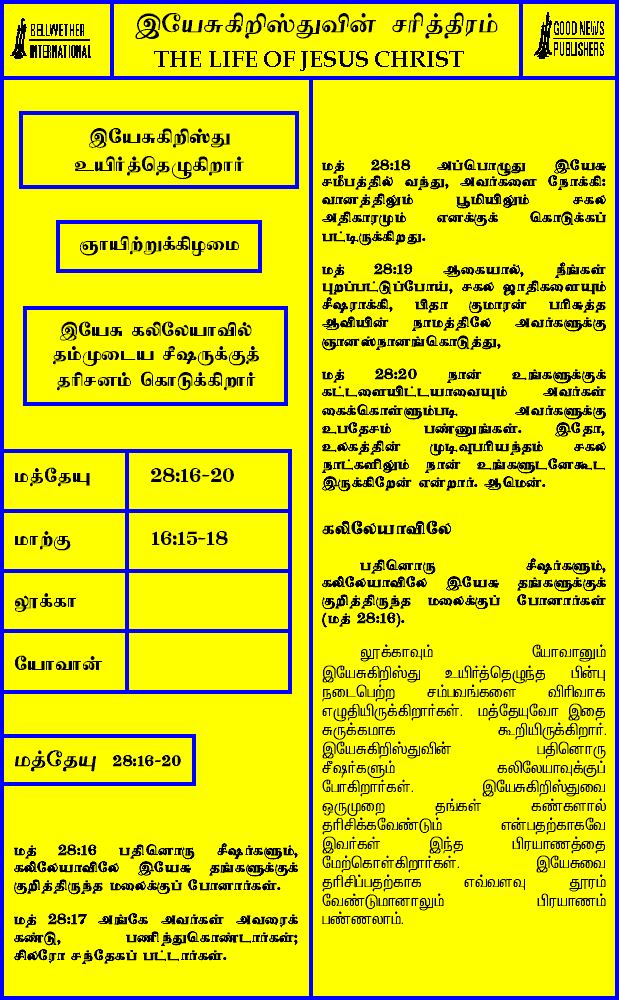 BELLWETHER
INTERNATIONAL
இயேசுகிறிஸ்துவின் சரித்திரம்
THE LIFE OF JESUS CHRIST
GOOD NEWS
PUBLISHERS
இயேசுகிறிஸ்து
உயிர்த்தெழுகிறார்
ஞாயிற்றுக்கிழமை
இயேசு கலிலேயாவில்
தம்முடைய சீஷருக்குத்
தரிசனம் கொடுக்கிறார்
மத்தேயு 28:16-20
மாற்கு 16:15-18
லூக்கா
யோவான்
மத்தேயு 28:16-20
மத் 28:16 பதினொரு சீஷர்களும்,
கலிலேயாவிலே இயேசு தங்களுக்குக்
குறித்திருந்த மலைக்குப் போனார்கள்.
மத் 28:17 அங்கே அவர்கள் அவரைக்
கண்டு, பணிந்துகொண்டார்கள்;
சிலரோ சந்தேகப் பட்டார்கள்.
மத் 28:18 அப்பொழுது இயேசு
சமீபத்தில் வந்து, அவர்களை நோக்கி:
வானத்திலும் பூமியிலும் சகல
அதிகாரமும் எனக்குக் கொடுக்கப்
பட்டிருக்கிறது.
மத் 28:19 ஆகையால், நீங்கள்
புறப்பட்டுப்போய், சகல ஜாதிகளையும்
சீஷராக்கி, பிதா குமாரன் பரிசுத்த
ஆவியின் நாமத்திலே அவர்களுக்கு
ஞானஸ்நானங்கொடுத்து,
மத் 28:20 நான் உங்களுக்குக்
கட்டளையிட்டயாவையும் அவர்கள்
கைக்கொள்ளும்படி அவர்களுக்கு
உபதேசம் பண்ணுங்கள். இதோ,
உலகத்தின் முடிவுபரியந்தம் சகல
நாட்களிலும் நான் உங்களுடனேகூட
இருக்கிறேன் என்றார். ஆமென்.
கலிலேயாவிலே
பதினொரு சீஷர்களும்,
கலிலேயாவிலே இயேசு தங்களுக்குக்
குறித்திருந்த மலைக்குப் போனார்கள்
(மத் 28:16).
லூக்காவும் யோவானும்
இயேசுகிறிஸ்து உயிர்த்தெழுந்த பின்பு
நடைபெற்ற சம்பவங்களை விரிவாக
எழுதியிருக்கிறார்கள். மத்தேயுவோ இதை
சுருக்கமாக கூறியிருக்கிறார்.
இயேசுகிறிஸ்துவின் பதினொரு
சீஷர்களும் கலிலேயாவுக்குப்
போகிறார்கள். இயேசுகிறிஸ்துவை
ஒருமுறை தங்கள் கண்களால்
தரிசிக்கவேண்டும் என்பதற்காகவே
இவர்கள் இந்த பிரயாணத்தை
மேற்கொள்கிறார்கள். இயேசுவை
தரிசிப்பதற்காக எவ்வளவு தூரம்
வேண்டுமானாலும் பிரயாணம்
பண்ணலாம்.